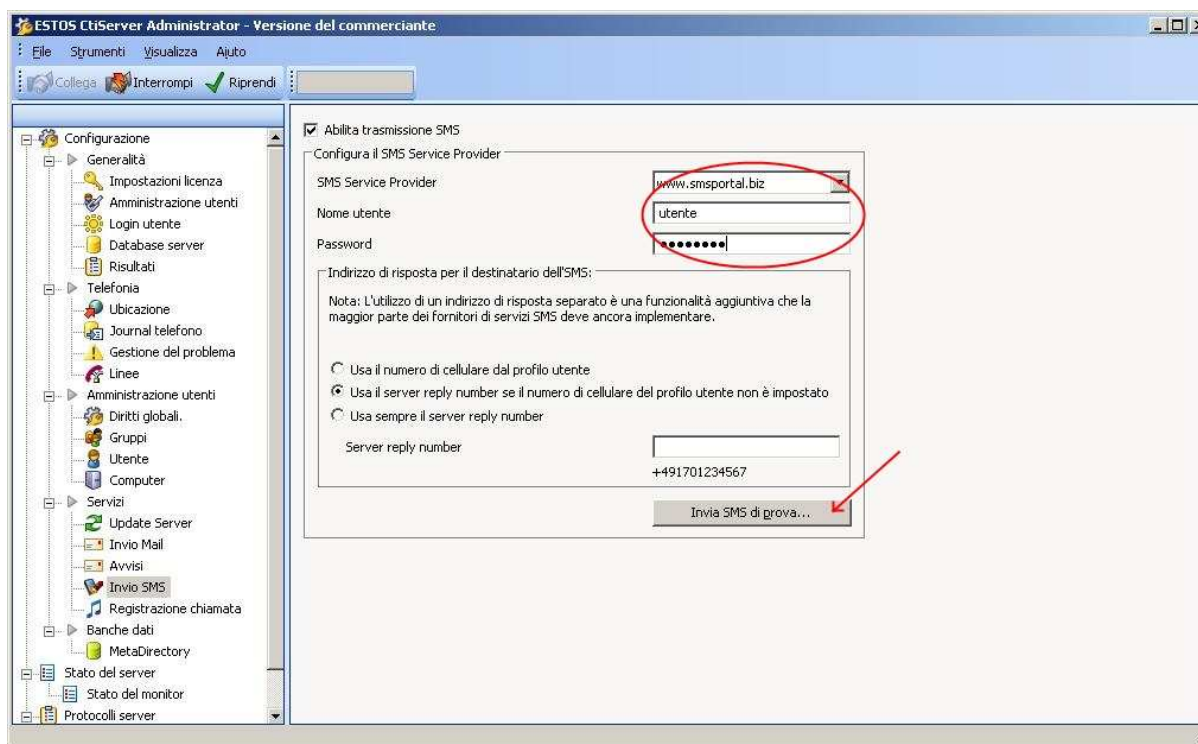 ESTOS CtiServer Administrator - Versione del commerciante
File Strumenti Visualizza Aiuto
Collega Interrompi Riprendi
Configurazione
Generalità
Impostazioni licenza
Amministrazione utenti
Login utente
Database server
Risultati
Telefonia
Ubicazione
Journal telefono
Gestione del problema
Linee
Amministrazione utenti
Diritti globali.
Gruppi
Utente
Computer
Servizi
Update Server
Invio Mail
Avvisi
Invio SMS
Registrazione chiamata
Banche dati
MetaDirectory
Stato del server
Stato del monitor
Protocolli server
Abilita trasmissione SMS
Configura il SMS Service Provider
SMS Service Provider www.smsportal.biz
Nome utente utente
Password ●●●●●●●●
Indirizzo di risposta per il destinatario dell'SMS:
Nota: L'utilizzo di un indirizzo di risposta separato è una funzionalità aggiuntiva che la
maggior parte dei fornitori di servizi SMS deve ancora implementare.
Usa il numero di cellulare dal profilo utente
Usa il server reply number se il numero di cellulare del profilo utente non è impostato
Usa sempre il server reply number
Server reply number
+491701234567
Invia SMS di prova...